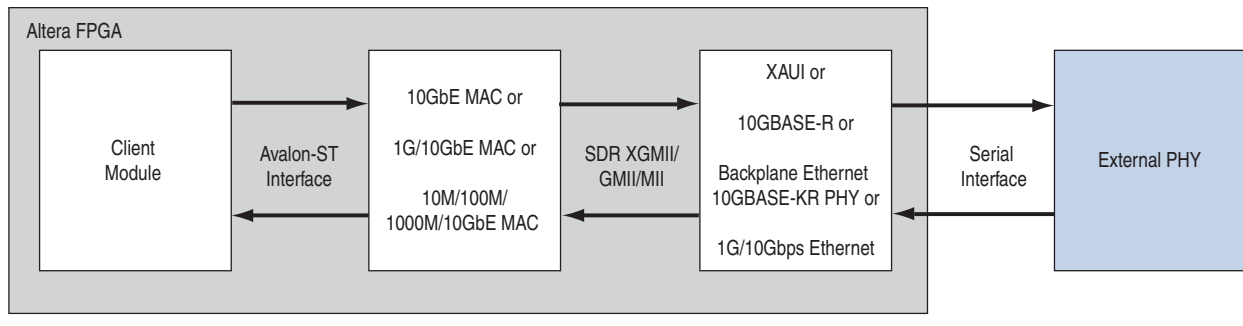 Altera FPGA
Client
Module
Avalon-ST
Interface
10GbE MAC or
1G/10GbE MAC or
10M/100M/
1000M/10GbE MAC
SDR XGMII/
GMII/MII
XAUI or
10GBASE-R or
Backplane Ethernet
10GBASE-KR PHY or
1G/10Gbps Ethernet
Serial
Interface
External PHY